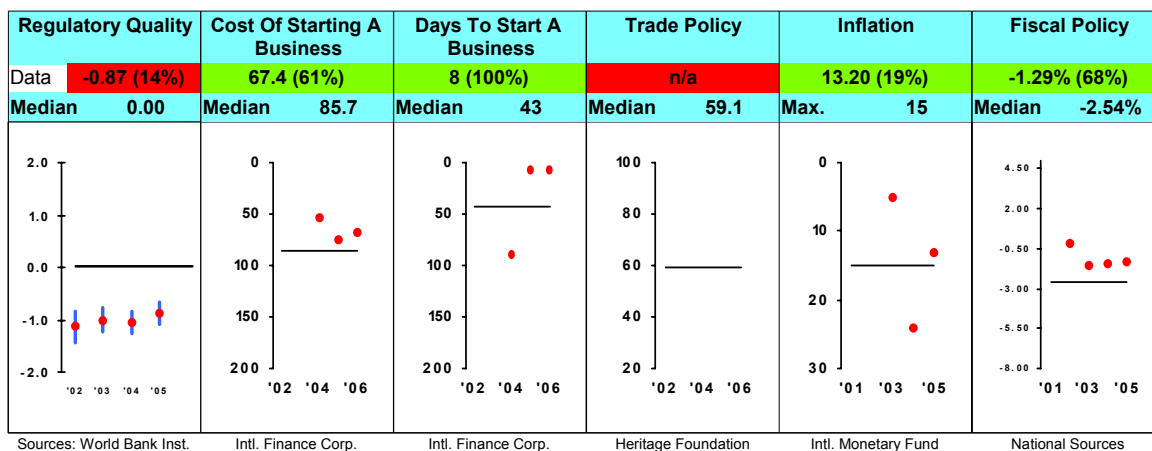 Regulatory Quality Cost Of Starting A Business Days To Start A Business Trade Policy Inflation Fiscal Policy
Data -0.87 (14%) 67.4 (61%) 8 (100%) n/a 13.20 (19%) -1.29% (68%)
Median 0.00 Median 85.7 Median 43 Median 59.1 Max. 15 Median -2.54%
2.0
1.0
0.0
-1.0
-2.0
'02 '03 '04 '05
0
50
100
150
200
'02 '04 '06
0
50
100
150
200
'02 '04 '06
100
80
60
40
20
'02 '04 '06
0
15
30
'01 '03 '05
4.50
2.00
-0.50
-3.00
-5.50
-8.00
'01 '03 '05
Sources: World Bank Inst. Intl. Finance Corp. Intl. Finance Corp. Heritage Foundation Intl. Monetary Fund National Sources